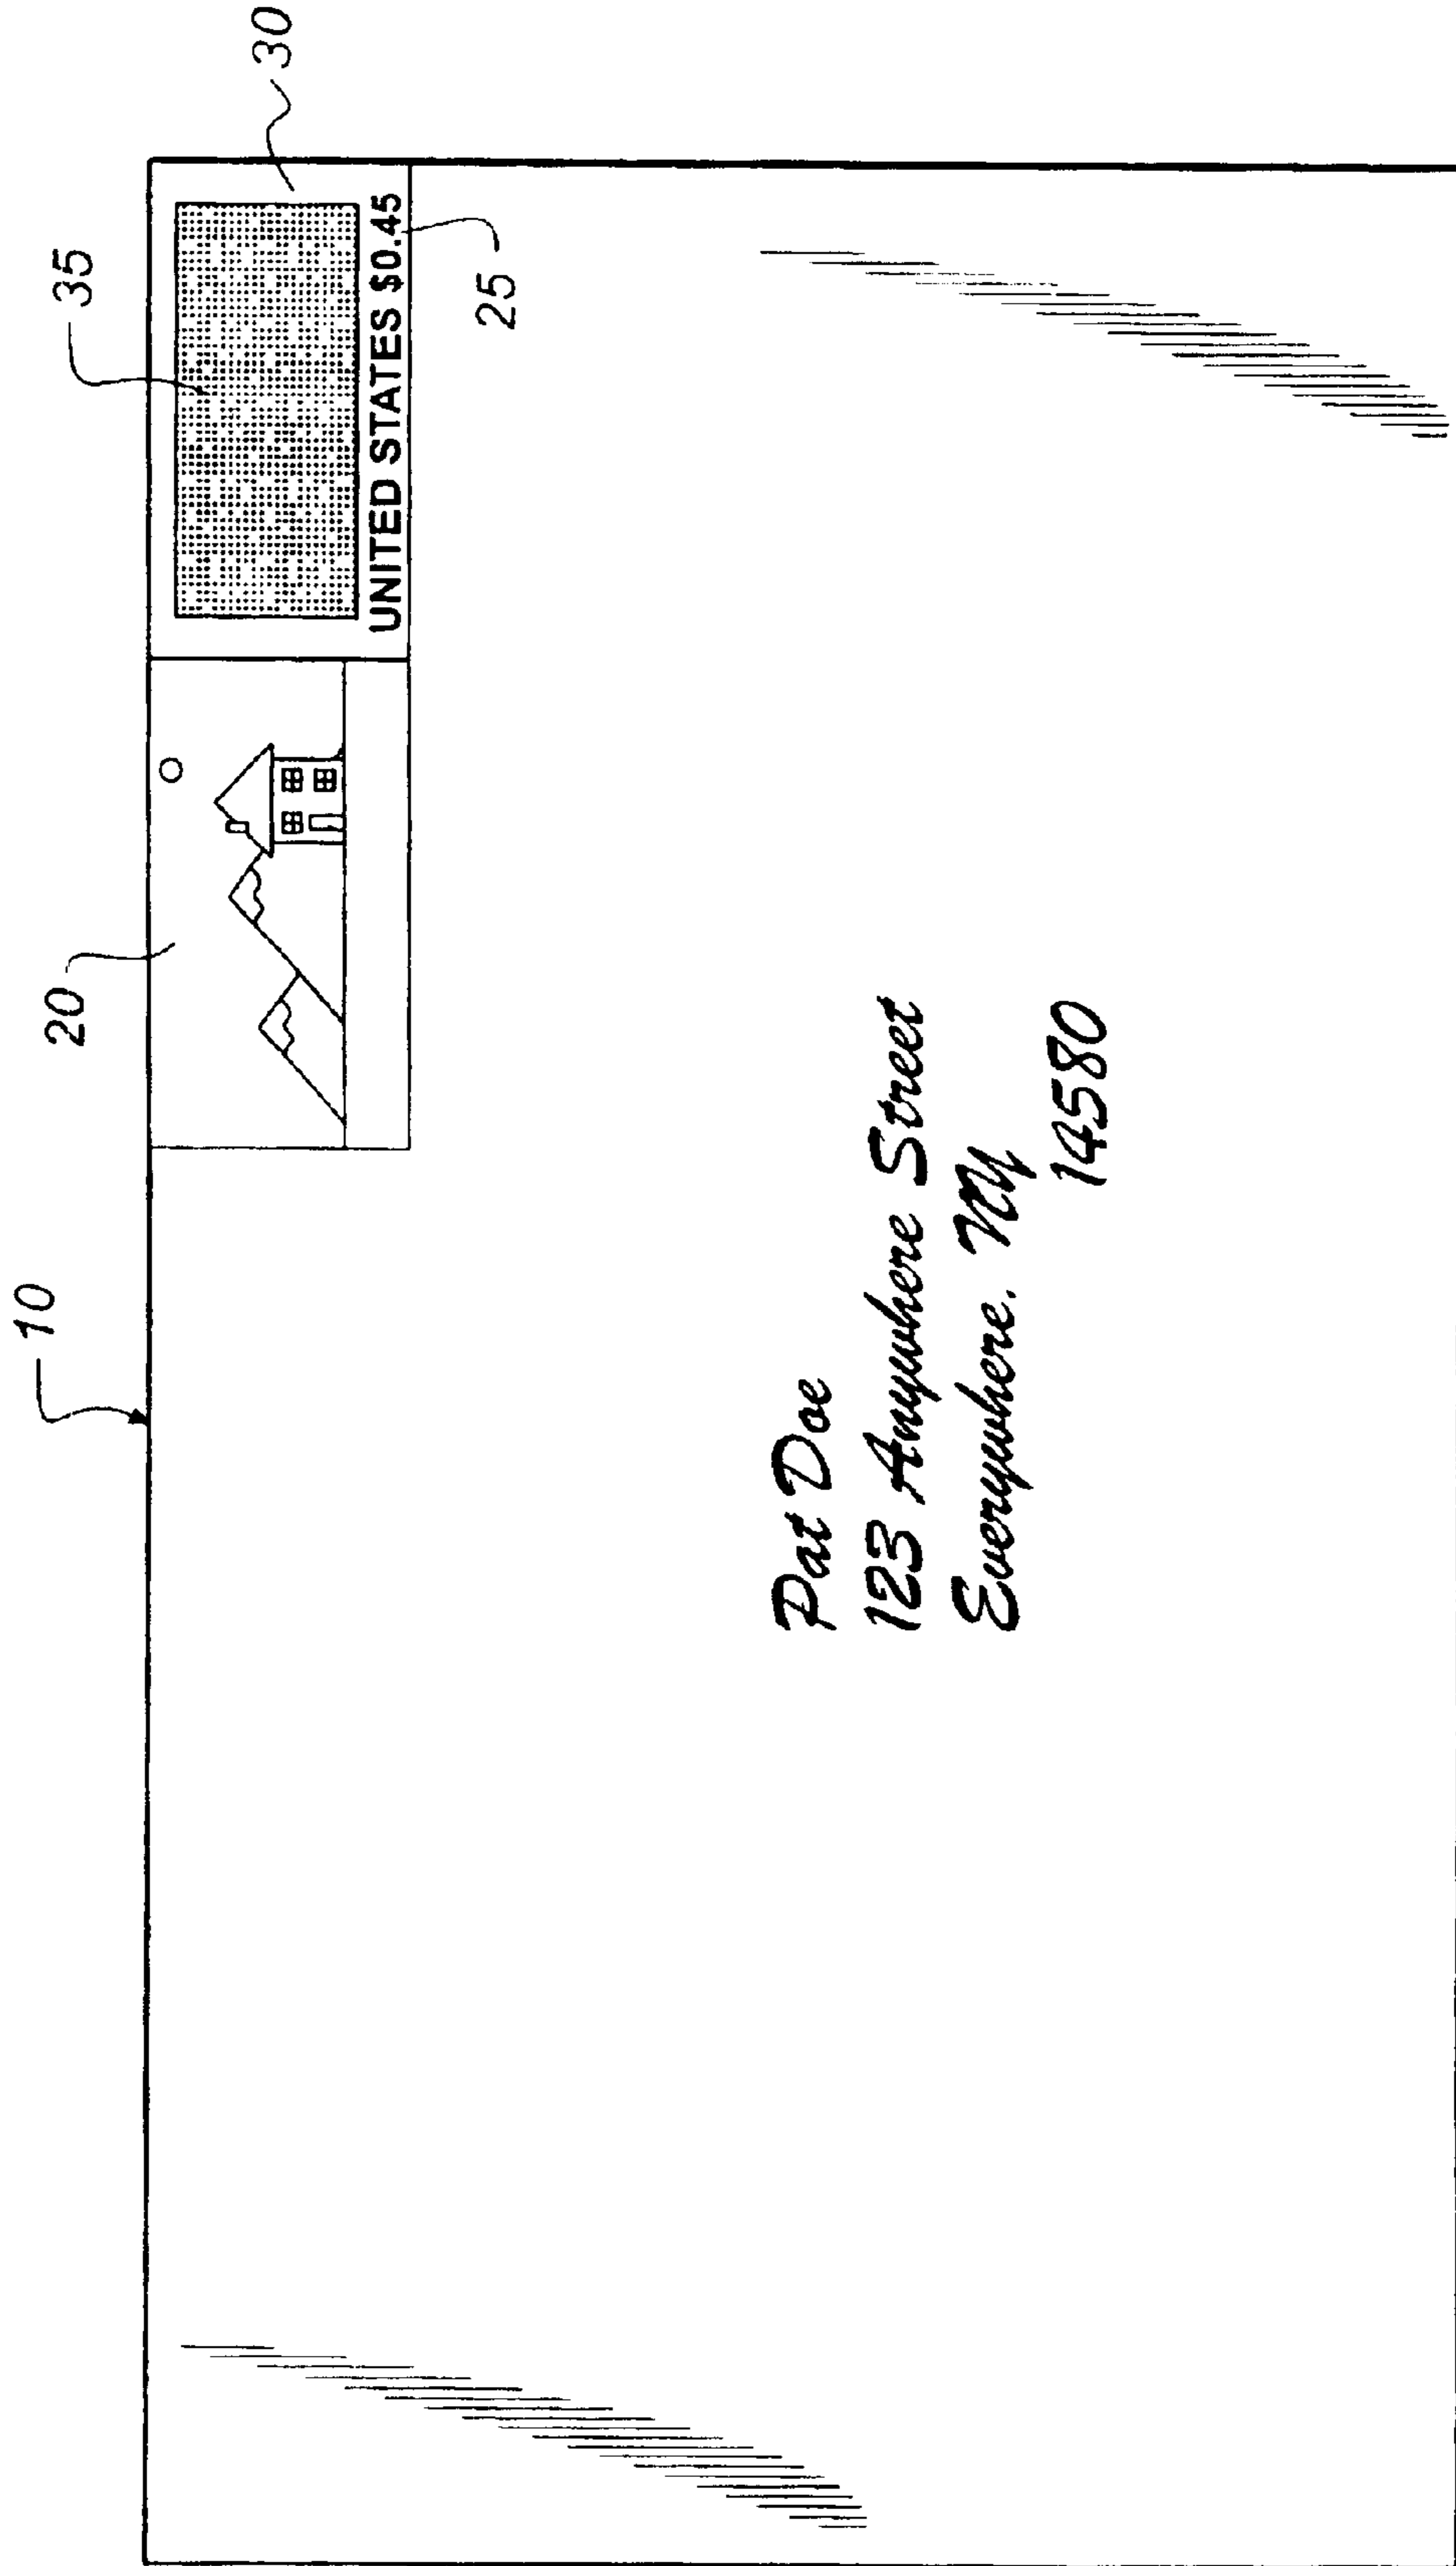 10
20
35
30
UNITED STATES $0.45
25
Pat Doe
123 Anywhere Street
Everywhere. NY
14580